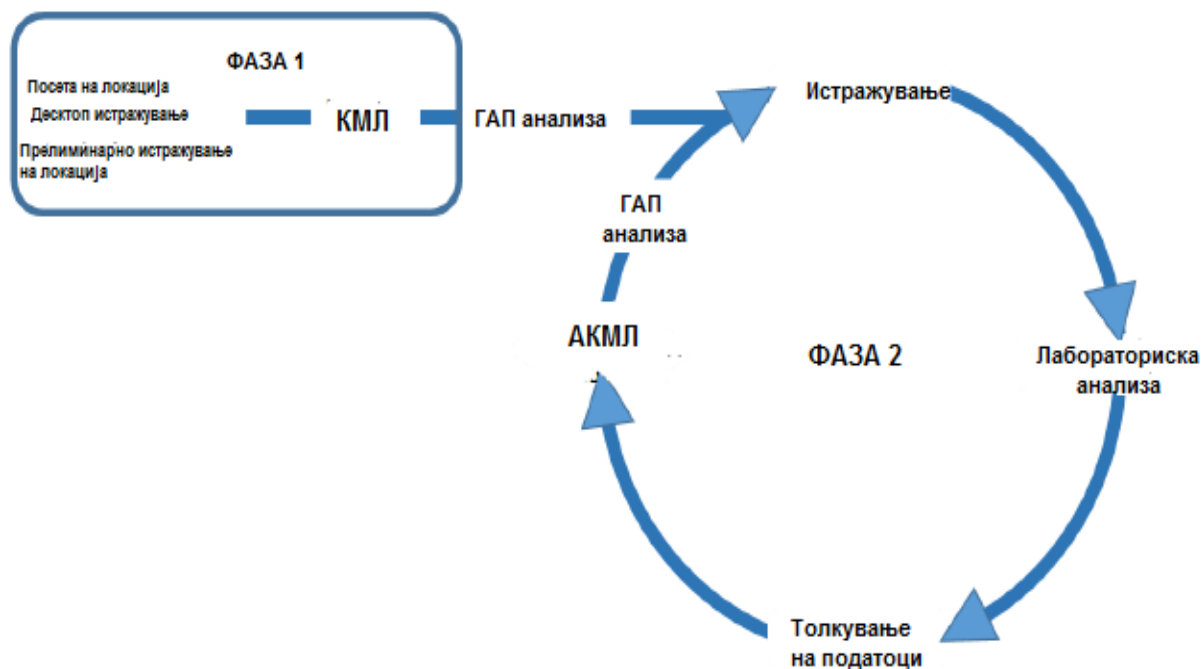 ФАЗА 1
Посета на локација
Десктоп истражување
Прелиминарно истражување
на локација
КМЛ
ГАП анализа
Истражување
ГАП
анализа
АКМЛ
ФАЗА 2
Лабораториска
анализа
Толкување
на податоци